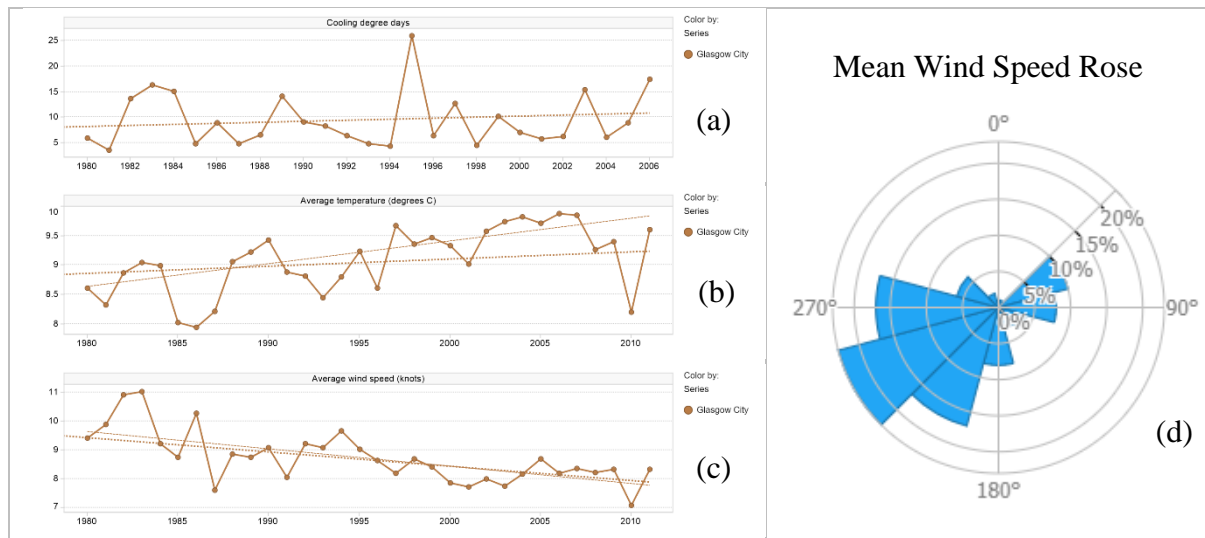 Cooling degree days
Color by:
Series
Glasgow City
25
20
15
10
5
1980 1982 1984 1986 1988 1990 1992 1994 1996 1998 2000 2002 2004 2006
(a)
Average temperature (degrees C)
Color by:
Series
Glasgow City
10
9.5
9
8.5
8
1980 1985 1990 1995 2000 2005 2010
(b)
Average wind speed (knots)
Color by:
Series
Glasgow City
11
10
9
8
7
1980 1985 1990 1995 2000 2005 2010
(c)
Mean Wind Speed Rose
0°
20%
15%
10%
5%
0%
270°
90°
180°
(d)